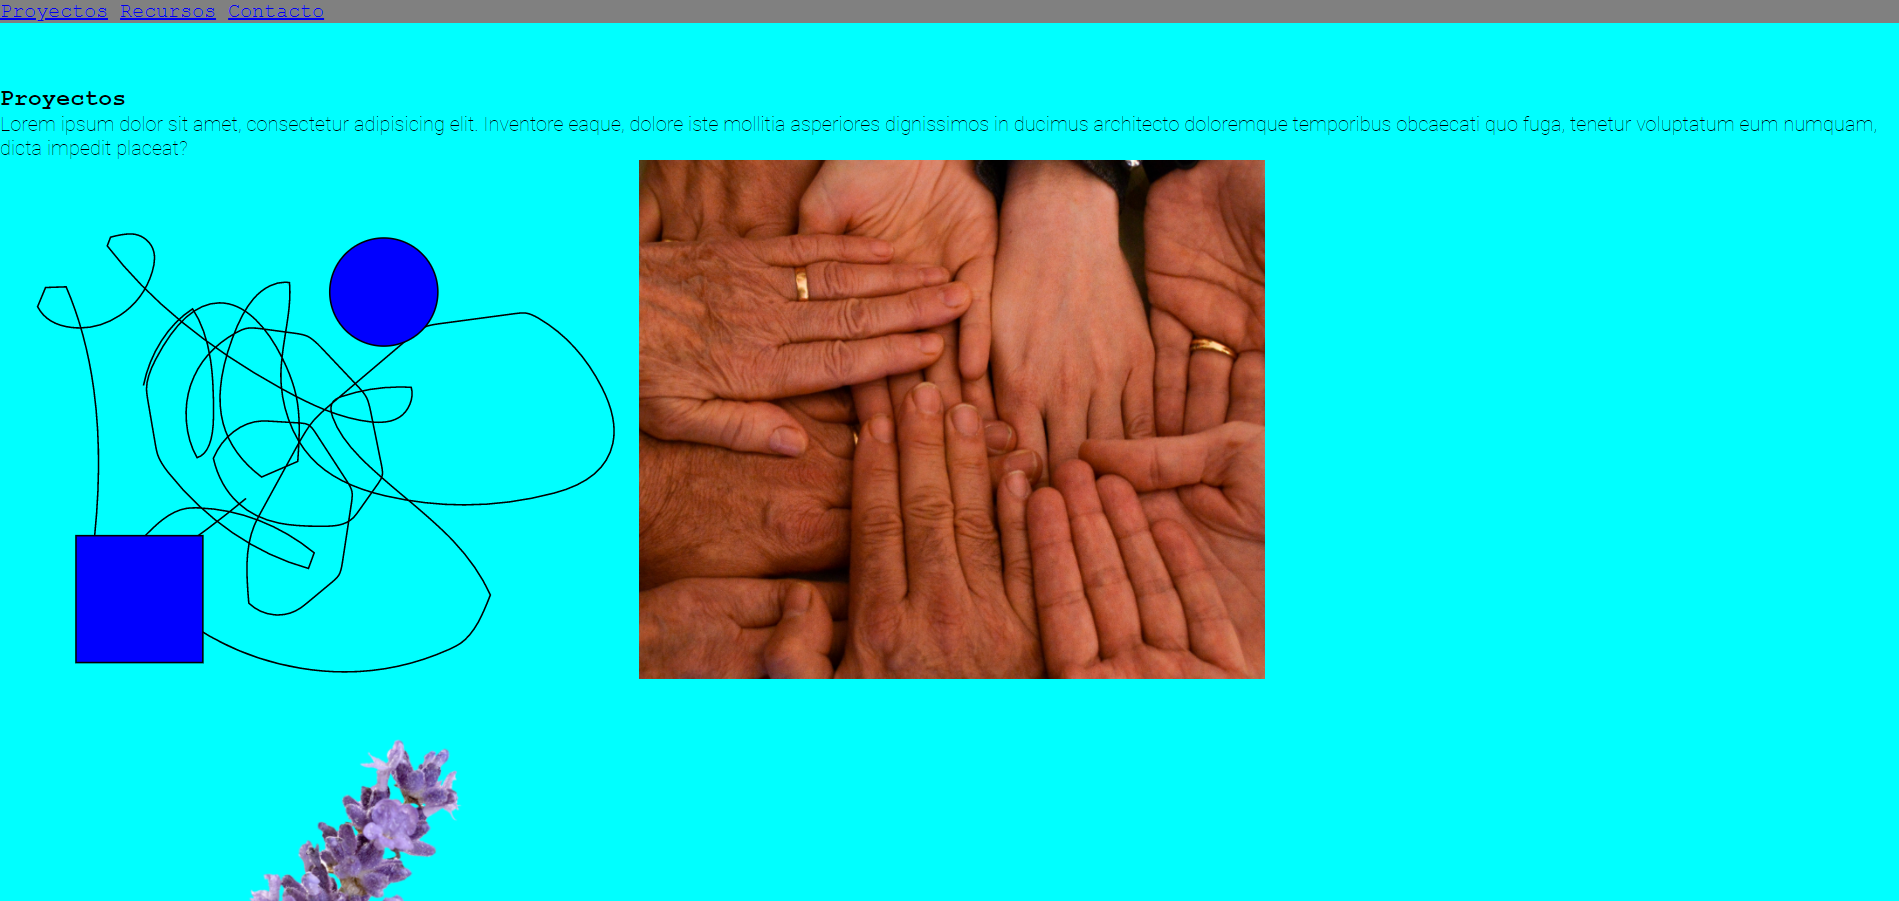 Proyectos Recursos Contacto
Proyectos
Lorem ipsum dolor sit amet, consectetur adipisicing elit. Inventore eaque, dolore iste mollitia asperiores dignissimos in ducimus architecto doloremque temporibus obcaecati quo fuga, tenetur voluptatum eum numquam,
dicta impedit placeat?